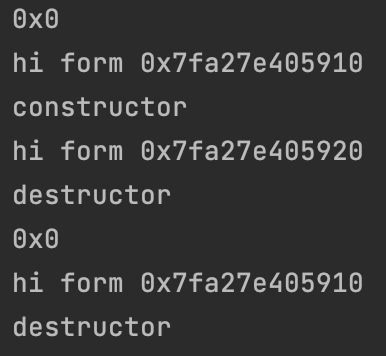 0x0
hi form 0x7fa27e405910
constructor
hi form 0x7fa27e405920
destructor
0x0
hi form 0x7fa27e405910
destructor